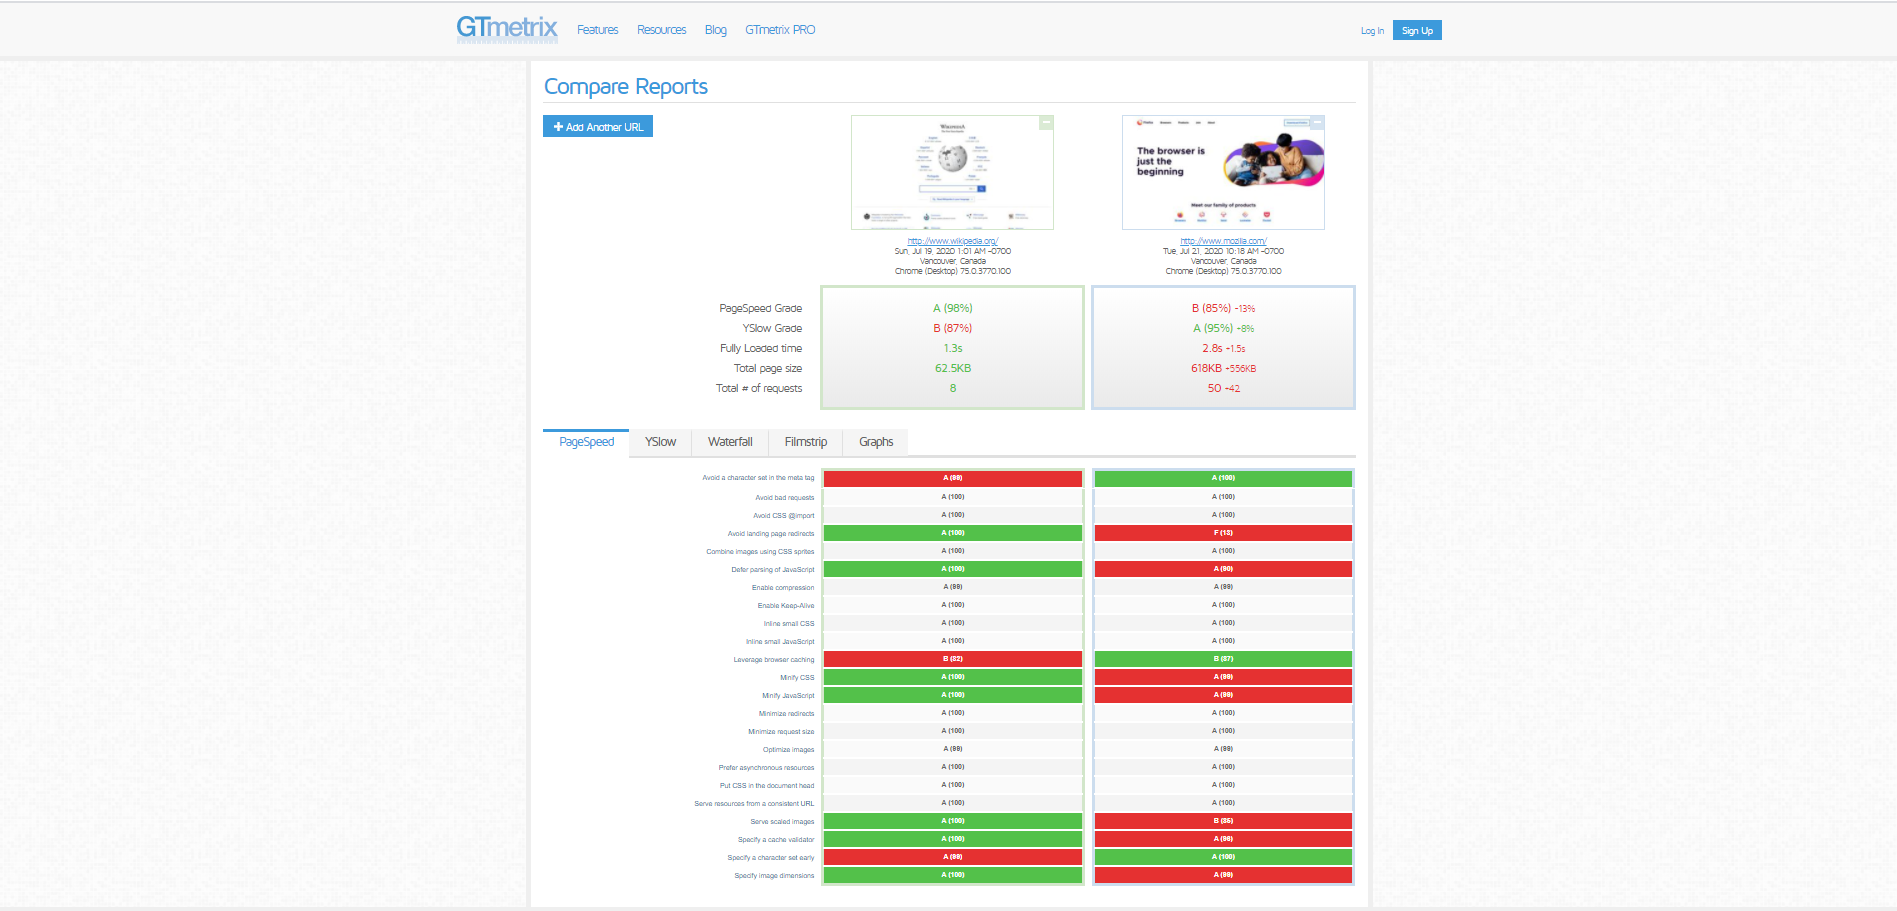 GTmetrix Features Resources Blog GTmetrix PRO Log In Sign Up
Compare Reports
Add Another URL
WIKIPEDIA
The browser is
just the
beginning
Meet our family of products
http://www.wikipedia.org/ http://www.mozilla.com/
Sun, Jul 19, 2020 1:01 AM -0700 Tue, Jul 21, 2020 10:18 AM -0700
Vancouver, Canada Vancouver, Canada
Chrome (Desktop) 75.0.3770.100 Chrome (Desktop) 75.0.3770.100
PageSpeed Grade A (98%) B (85%) -13%
YSlow Grade B (87%) A (95%) +8%
Fully Loaded time 1.3s 2.8s +1.5s
Total page size 62.5KB 618KB +556KB
Total # of requests 8 50 +42
PageSpeed YSlow Waterfall Filmstrip Graphs
Avoid a character set in the meta tag A (99) A (100)
Avoid bad requests A (100) A (100)
Avoid CSS @import A (100) A (100)
Avoid landing page redirects A (100) F (13)
Combine images using CSS sprites A (100) A (100)
Defer parsing of JavaScript A (100) A (90)
Enable compression A (99) A (99)
Enable Keep-Alive A (100) A (100)
Inline small CSS A (100) A (100)
Inline small JavaScript A (100) A (100)
Leverage browser caching B (82) B (87)
Minify CSS A (100) A (99)
Minify JavaScript A (100) A (99)
Minimize redirects A (100) A (100)
Minimize request size A (100) A (100)
Optimize images A (99) A (99)
Prefer asynchronous resources A (100) A (100)
Put CSS in the document head A (100) A (100)
Serve resources from a consistent URL A (100) A (100)
Serve scaled images A (100) B (85)
Specify a cache validator A (100) A (96)
Specify a character set early A (99) A (100)
Specify image dimensions A (100) A (99)